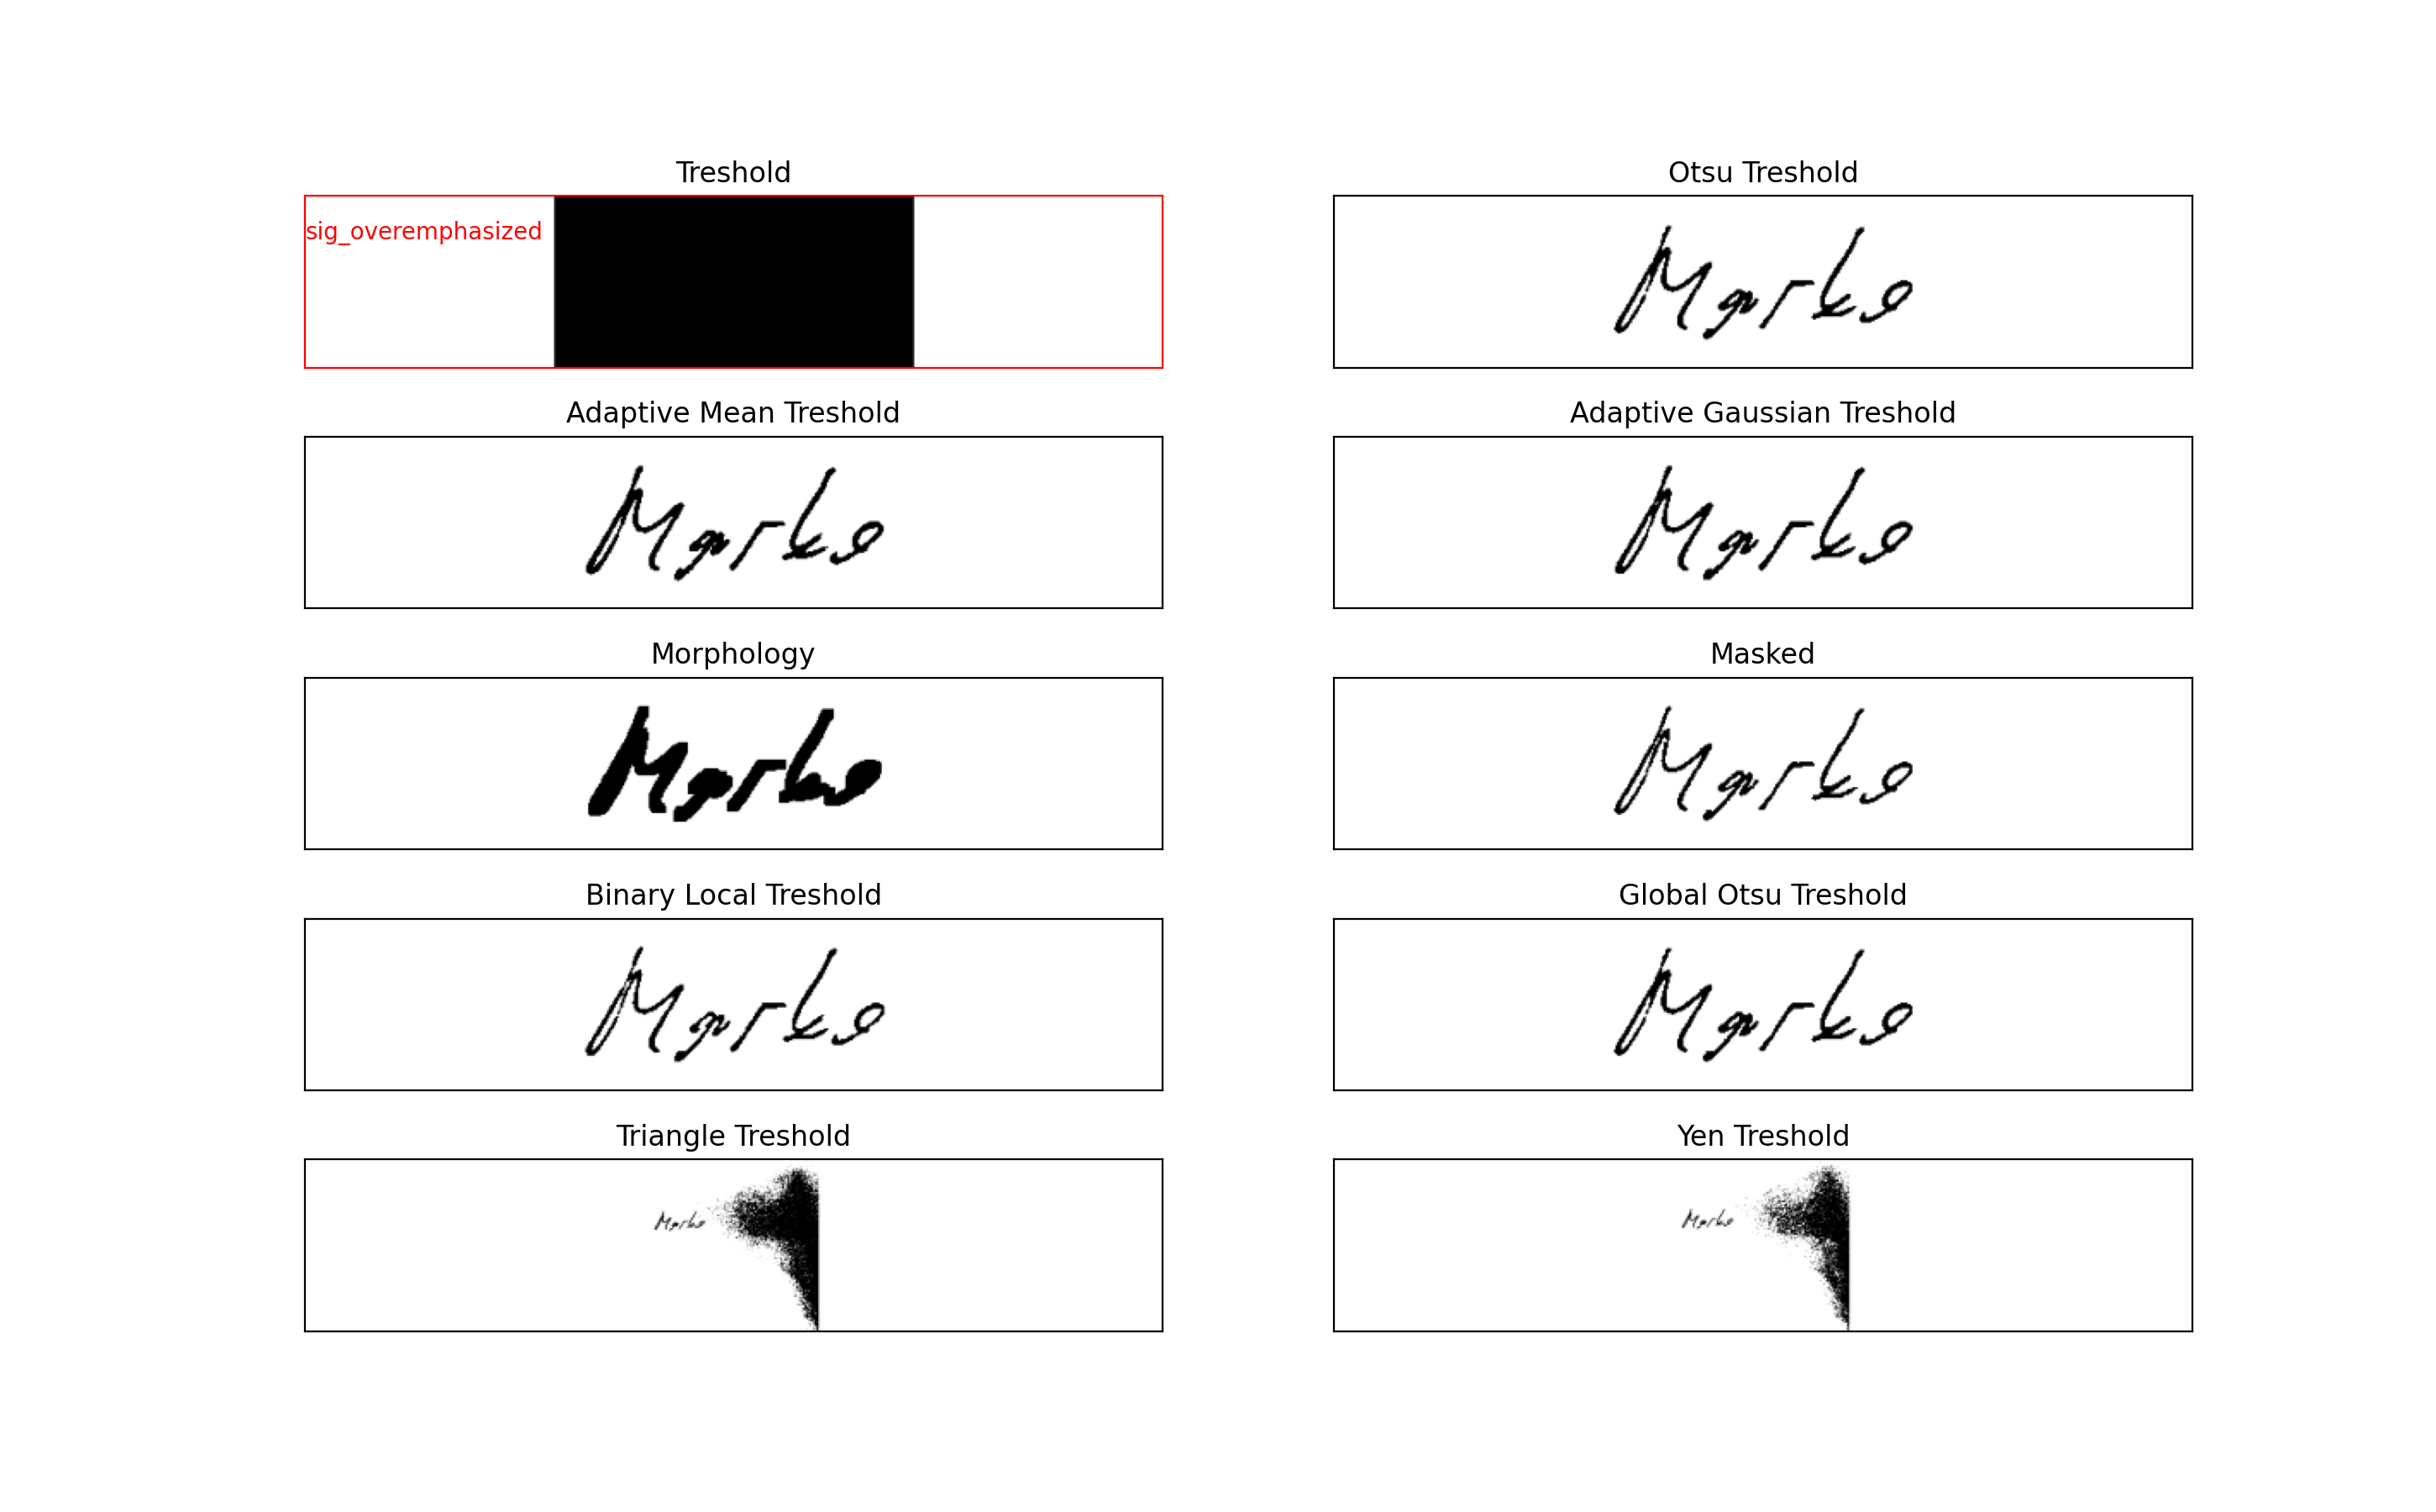 Treshold
sig_overemphasized
Otsu Treshold
Marko
Adaptive Mean Treshold
Marko
Adaptive Gaussian Treshold
Marko
Morphology
Marko
Masked
Marko
Binary Local Treshold
Marko
Global Otsu Treshold
Marko
Triangle Treshold
Marko
Yen Treshold
Marko